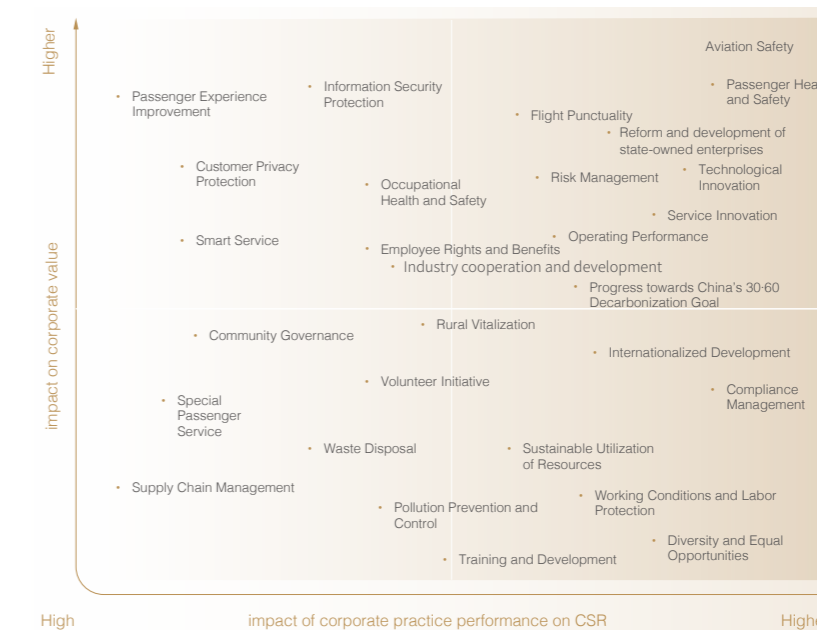 Higher
Aviation Safety
• Passenger Experience
Improvement
• Information Security
Protection
• Passenger Hea
and Safety
• Flight Punctuality
• Reform and development of
state-owned enterprises
• Customer Privacy
Protection
• Occupational
Health and Safety
• Risk Management
• Technological
Innovation
• Service Innovation
• Smart Service
• Employee Rights and Benefits
• Operating Performance
• Industry cooperation and development
• Progress towards China's 30·60
Decarbonization Goal
impact on corporate value
• Community Governance
• Rural Vitalization
• Internationalized Development
• Volunteer Initiative
• Compliance
Management
• Special
Passenger
Service
• Waste Disposal
• Sustainable Utilization
of Resources
• Supply Chain Management
• Pollution Prevention and
Control
• Working Conditions and Labor
Protection
• Training and Development
• Diversity and Equal
Opportunities
High
impact of corporate practice performance on CSR
Highe